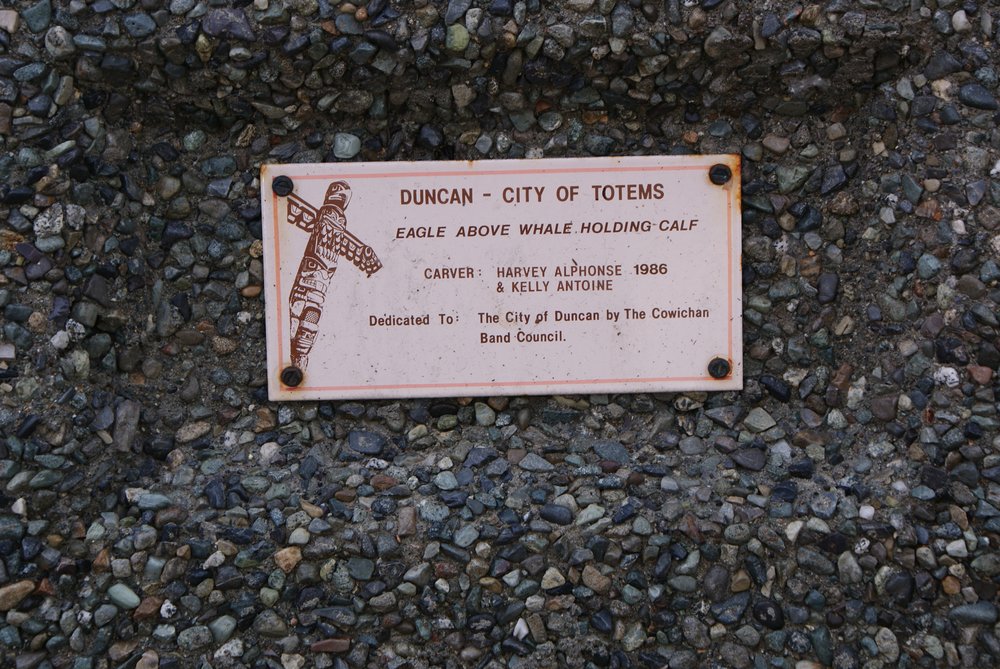 DUNCAN - CITY OF TOTEMS
EAGLE ABOVE WHALE HOLDING CALF
CARVER: HARVEY ALPHONSE 1986
& KELLY ANTOINE
Dedicated To: The City of Duncan by The Cowichan
Band Council.